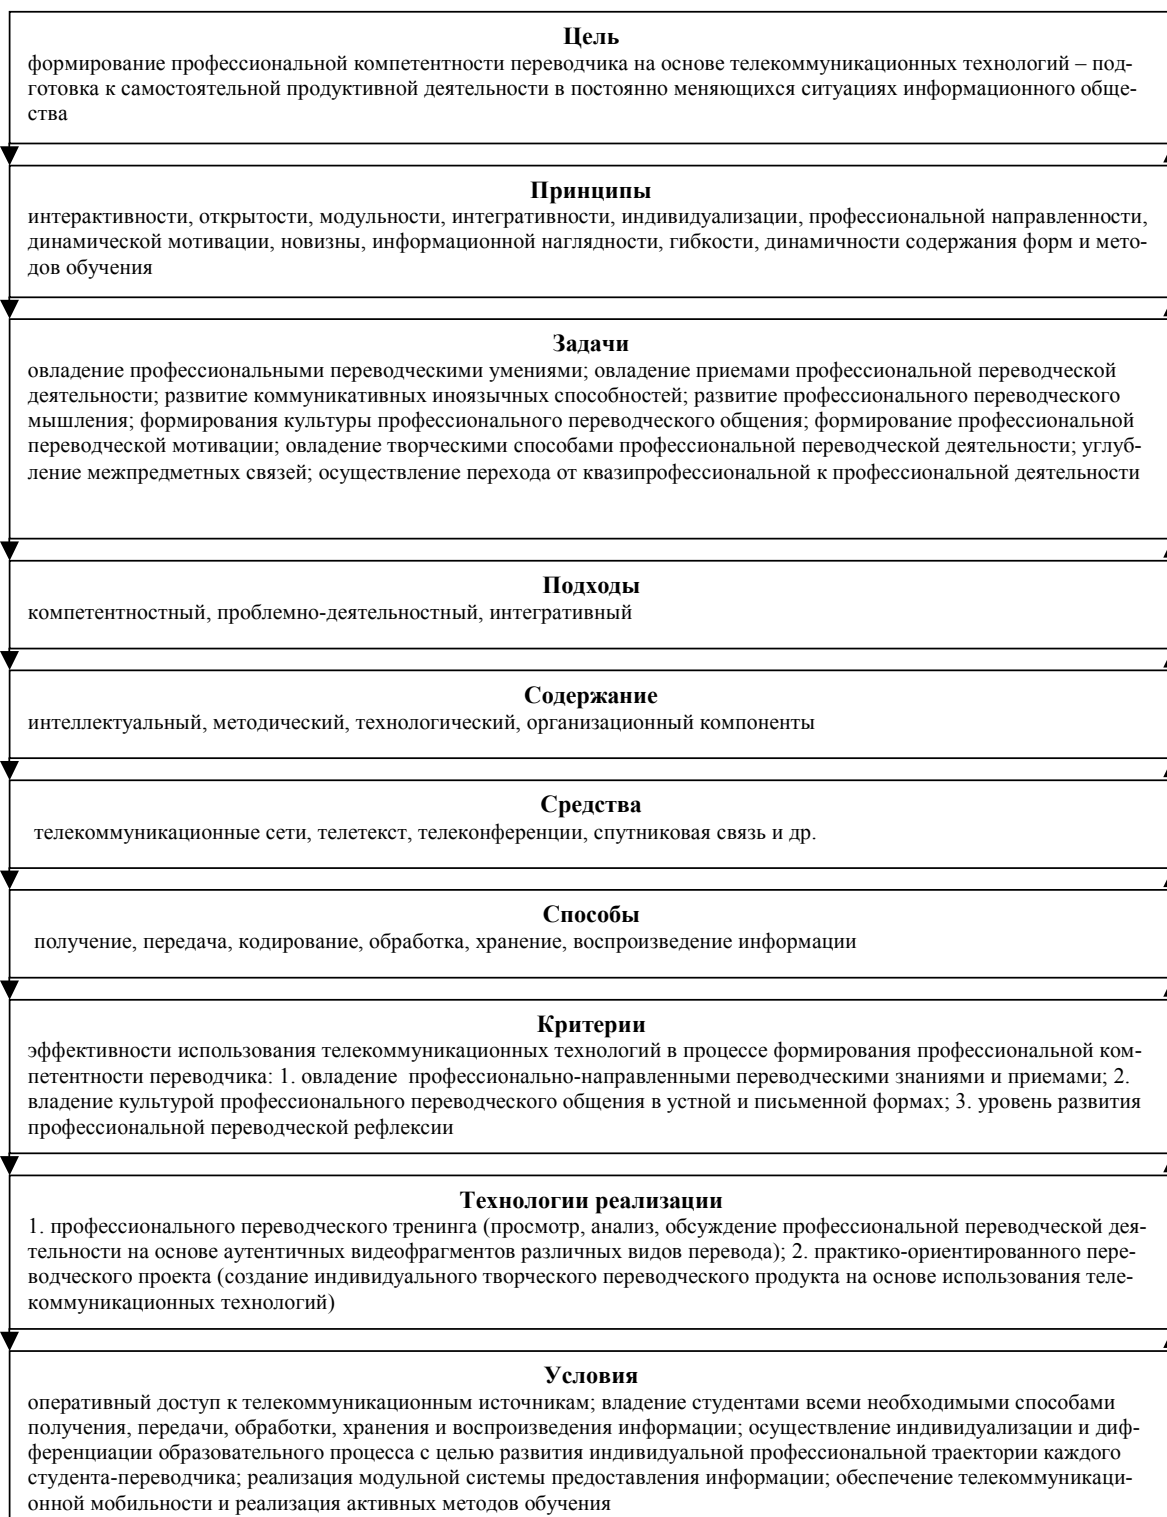 Цель
формирование профессиональной компетентности переводчика на основе телекоммуникационных технологий – под-
готовка к самостоятельной продуктивной деятельности в постоянно меняющихся ситуациях информационного обще-
ства
Принципы
интерактивности, открытости, модульности, интегративности, индивидуализации, профессиональной направленности,
динамической мотивации, новизны, информационной наглядности, гибкости, динамичности содержания форм и мето-
дов обучения
Задачи
овладение профессиональными переводческими умениями; овладение приемами профессиональной переводческой
деятельности; развитие коммуникативных иноязычных способностей; развитие профессионального переводческого
мышления; формирования культуры профессионального переводческого общения; формирование профессиональной
переводческой мотивации; овладение творческими способами профессиональной переводческой деятельности; углуб-
ление межпредметных связей; осуществление перехода от квазипрофессиональной к профессиональной деятельности
Подходы
компетентностный, проблемно-деятельностный, интегративный
Содержание
интеллектуальный, методический, технологический, организационный компоненты
Средства
телекоммуникационные сети, телетекст, телеконференции, спутниковая связь и др.
Способы
получение, передача, кодирование, обработка, хранение, воспроизведение информации
Критерии
эффективности использования телекоммуникационных технологий в процессе формирования профессиональной ком-
петентности переводчика: 1. овладение профессионально-направленными переводческими знаниями и приемами; 2.
владение культурой профессионального переводческого общения в устной и письменной формах; 3. уровень развития
профессиональной переводческой рефлексии
Технологии реализации
1. профессионального переводческого тренинга (просмотр, анализ, обсуждение профессиональной переводческой дея-
тельности на основе аутентичных видеофрагментов различных видов перевода); 2. практико-ориентированного пере-
водческого проекта (создание индивидуального творческого переводческого продукта на основе использования теле-
коммуникационных технологий)
Условия
оперативный доступ к телекоммуникационным источникам; владение студентами всеми необходимыми способами
получения, передачи, обработки, хранения и воспроизведения информации; осуществление индивидуализации и диф-
ференциации образовательного процесса с целью развития индивидуальной профессиональной траектории каждого
студента-переводчика; реализация модульной системы предоставления информации; обеспечение телекоммуникаци-
онной мобильности и реализация активных методов обучения